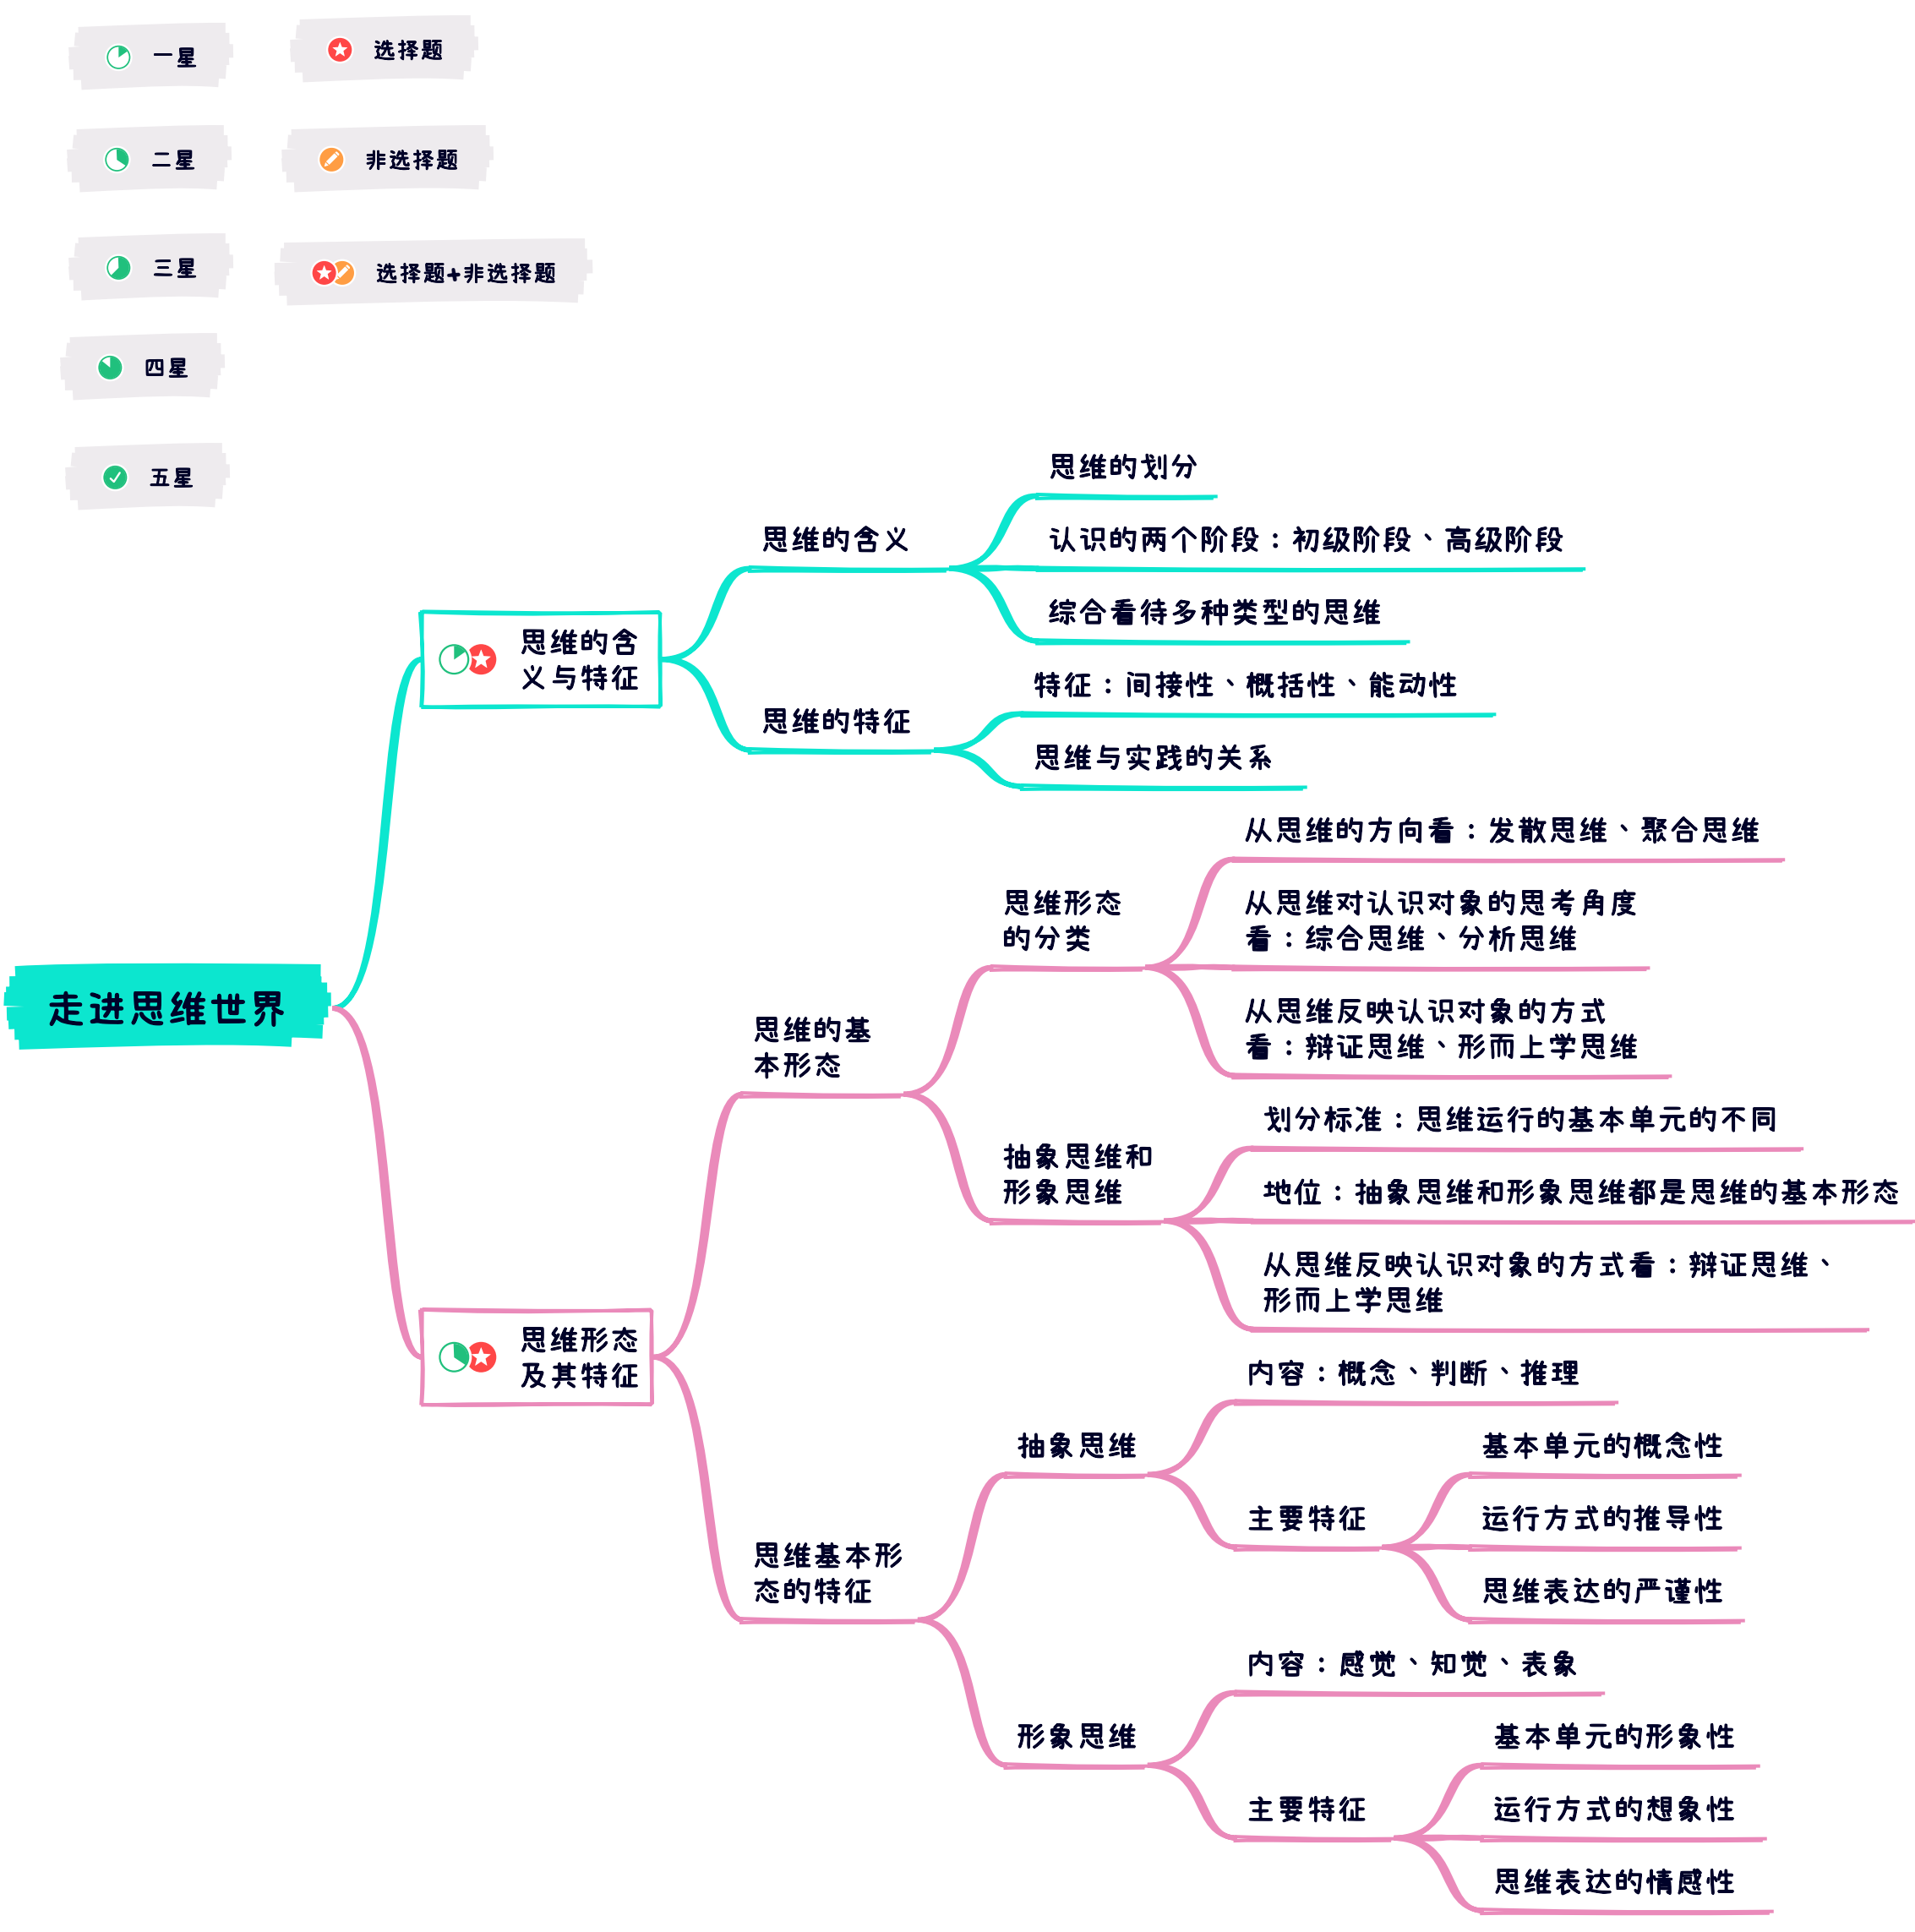 一星
选择题
二星
非选择题
三星
选择题+非选择题
四星
五星
走进思维世界
思维的含
义与特征
思维的含义
思维的划分
认识的两个阶段：初级阶段、高级阶段
综合看待多种类型的思维
思维的特征
特征：间接性、概括性、能动性
思维与实践的关系
思维形态
及其特征
思维的基
本形态
思维形态
的分类
从思维的方向看：发散思维、聚合思维
从思维对认识对象的思考角度
看：综合思维、分析思维
从思维反映认识对象的方式
看：辩证思维、形而上学思维
抽象思维和
形象思维
划分标准：思维运行的基本单元的不同
地位：抽象思维和形象思维都是思维的基本形态
从思维反映认识对象的方式看：辩证思维、
形而上学思维
思维基本形
态的特征
抽象思维
内容：概念、判断、推理
主要特征
基本单元的概念性
运行方式的推导性
思维表达的严谨性
形象思维
内容：感觉、知觉、表象
主要特征
基本单元的形象性
运行方式的想象性
思维表达的情感性